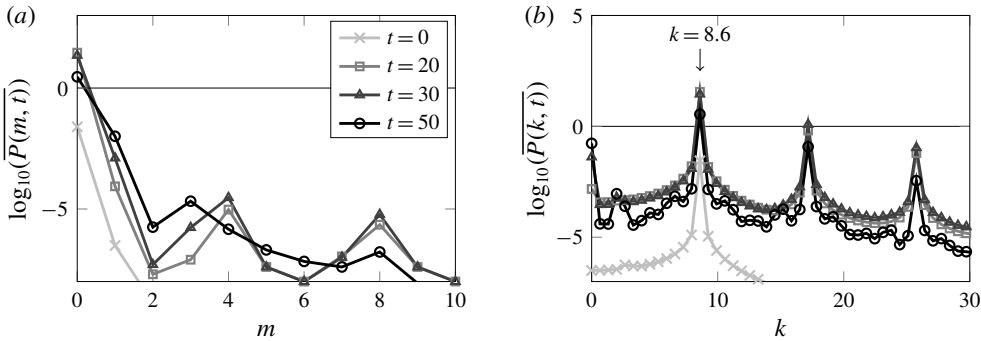 (a)
log₁₀(P̅(̅m̅,̅ ̅t̅)̅)
0
−5
0 2 4 6 8 10
m
t = 0
t = 20
t = 30
t = 50
(b)
log₁₀(P̅(̅k̅,̅ ̅t̅)̅)
5
0
−5
k = 8.6
0 10 20 30
k